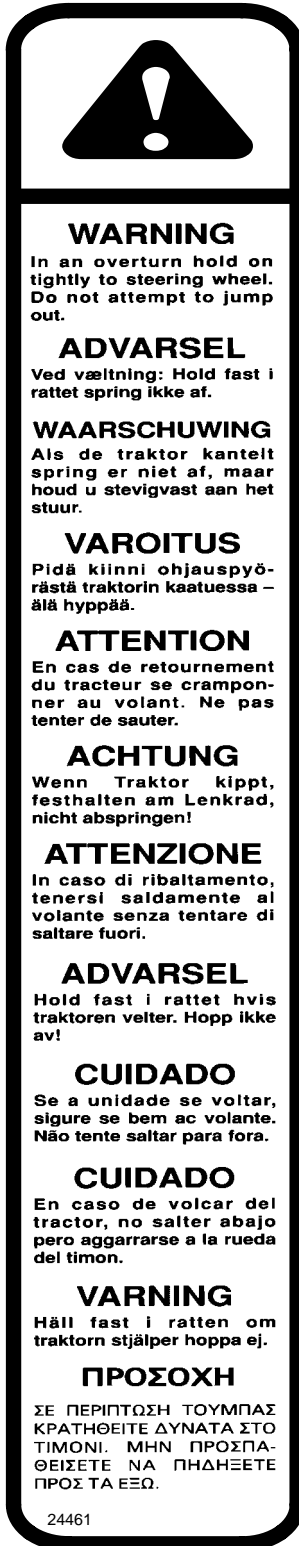 WARNING
In an overturn hold on
tightly to steering wheel.
Do not attempt to jump
out.
ADVARSEL
Ved væltning: Hold fast i
rattet spring ikke af.
WAARSCHUWING
Als de traktor kantelt
spring er niet af, maar
houd u stevigvast aan het
stuur.
VAROITUS
Pidä kiinni ohjauspyö-
rästä traktorin kaatuessa –
älä hyppää.
ATTENTION
En cas de retournement
du tracteur se crampon-
ner au volant. Ne pas
tenter de sauter.
ACHTUNG
Wenn Traktor kippt,
festhalten am Lenkrad,
nicht abspringen!
ATTENZIONE
In caso di ribaltamento,
tenersi saldamente al
volante senza tentare di
saltare fuori.
ADVARSEL
Hold fast i rattet hvis
traktoren velter. Hopp ikke
av!
CUIDADO
Se a unidade se voltar,
sigure se bem ac volante.
Não tente saltar para fora.
CUIDADO
En caso de volcar del
tractor, no salter abajo
pero aggarrarse a la rueda
del timon.
VARNING
Häll fast i ratten om
traktorn stjälper hoppa ej.
ΠΡΟΣΟΧΗ
ΣΕ ΠΕΡΙΠΤΩΣΗ ΤΟΥΜΠΑΣ
ΚΡΑΤΗΘΕΙΤΕ ΔΥΝΑΤΑ ΣΤΟ
ΤΙΜΟΝΙ. ΜΗΝ ΠΡΟΣΠΑ-
ΘΕΙΣΕΤΕ ΝΑ ΠΗΔΗΞΕΤΕ
ΠΡΟΣ ΤΑ ΕΞΩ.
24461